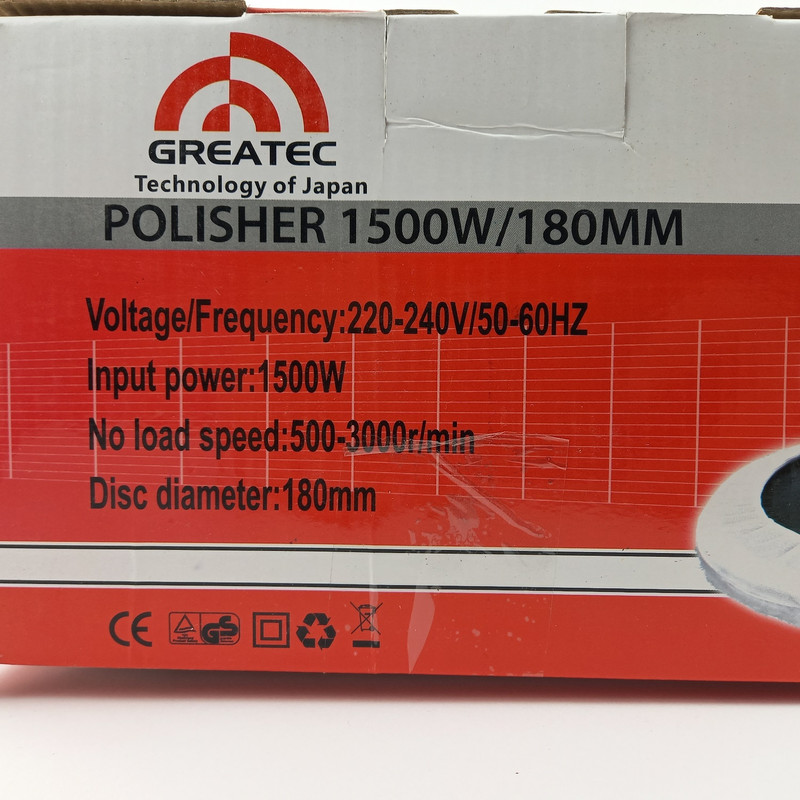 GREATEC
Technology of Japan
POLISHER 1500W/180MM
Voltage/Frequency:220-240V/50-60HZ
Input power:1500W
No load speed:500-3000r/min
Disc diameter:180mm
CE GS